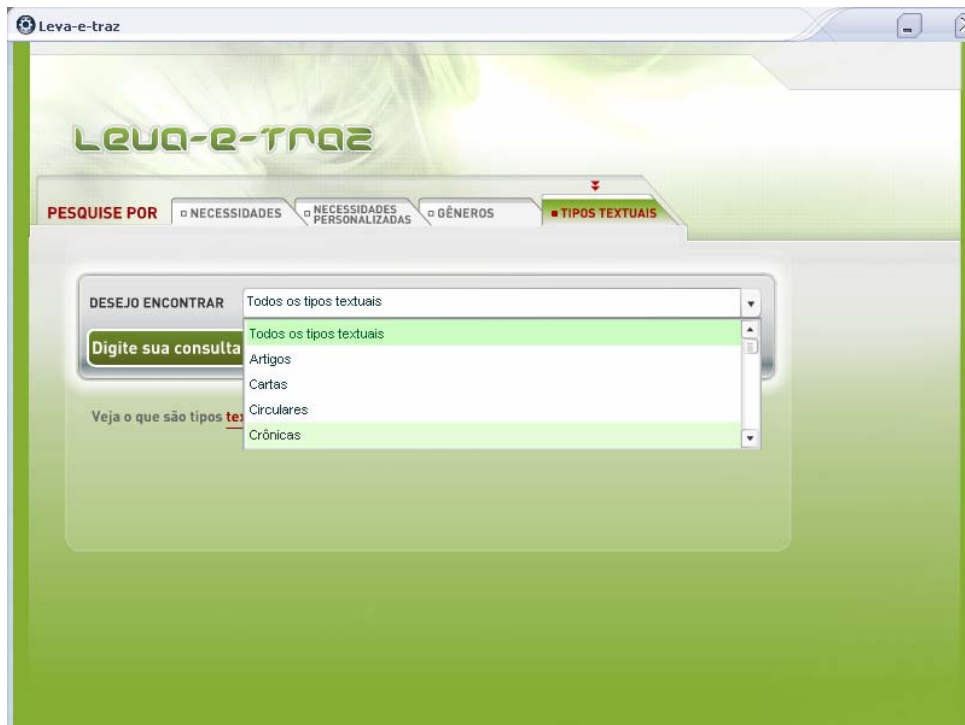 Leva-e-traz
Leva-e-Traz
PESQUISE POR
NECESSIDADES
NECESSIDADES
PERSONALIZADAS
GÊNEROS
TIPOS TEXTUAIS
DESEJO ENCONTRAR
Todos os tipos textuais
Todos os tipos textuais
Artigos
Cartas
Circulares
Crônicas
Digite sua consulta
Veja o que são tipos